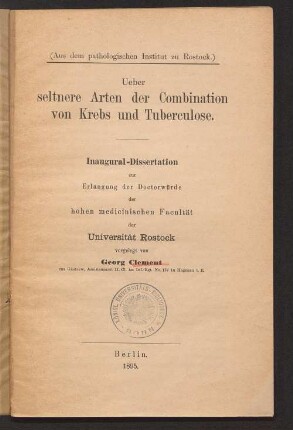 (Aus dem pathologischen Institut zu Rostock.)
Ueber
seltnere Arten der Combination
von Krebs und Tuberculose.
Inaugural-Dissertation
zur
Erlangung der Doctorwürde
der
hohen medicinischen Facultät
der
Universität Rostock
vorgelegt von
Georg Clement
Berlin.
1895.